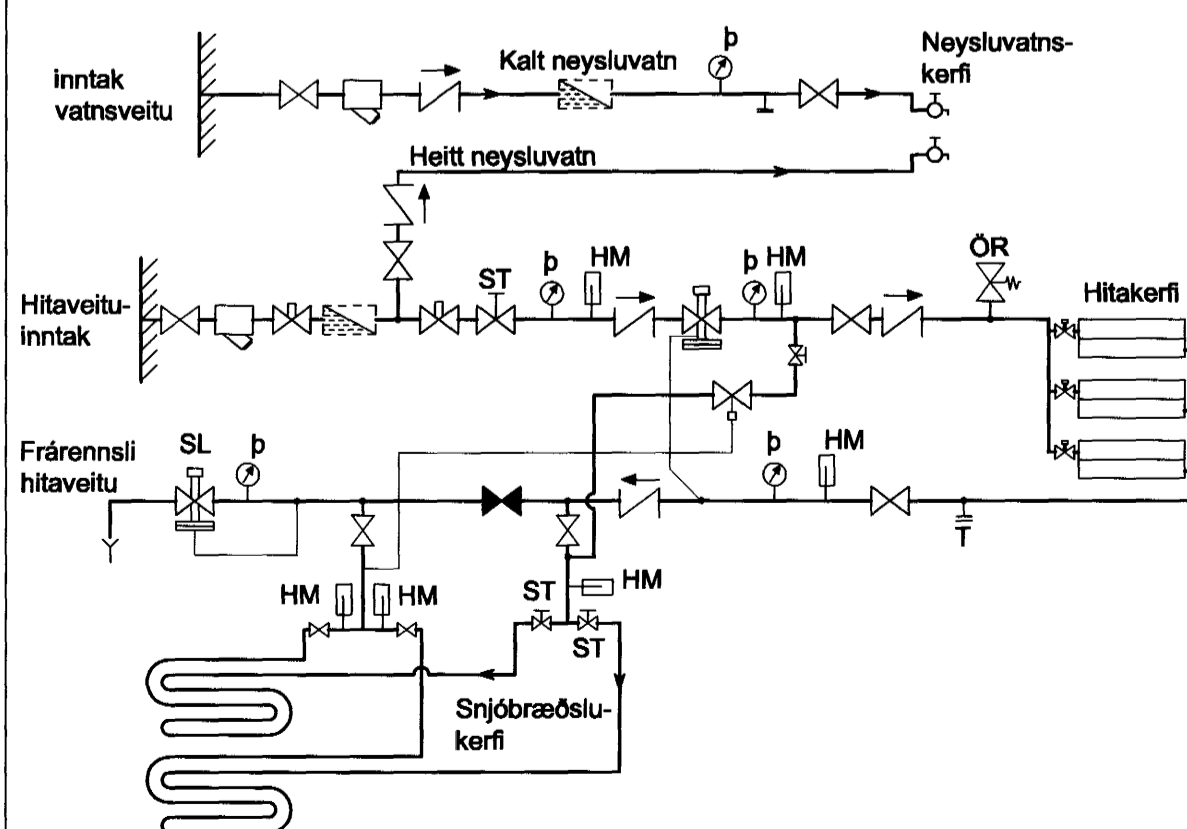 inntak
vatnsveitu
Kalt neysluvatn
þ
Neysluvatns-
kerfi
Heitt neysluvatn
Hitaveitu-
inntak
ST
þ
HM
þ
HM
ÖR
Hitakerfi
Frárennsli
hitaveitu
SL
þ
þ
HM
HM
HM
ST
HM
ST
Snjóbræðslu-
kerfi